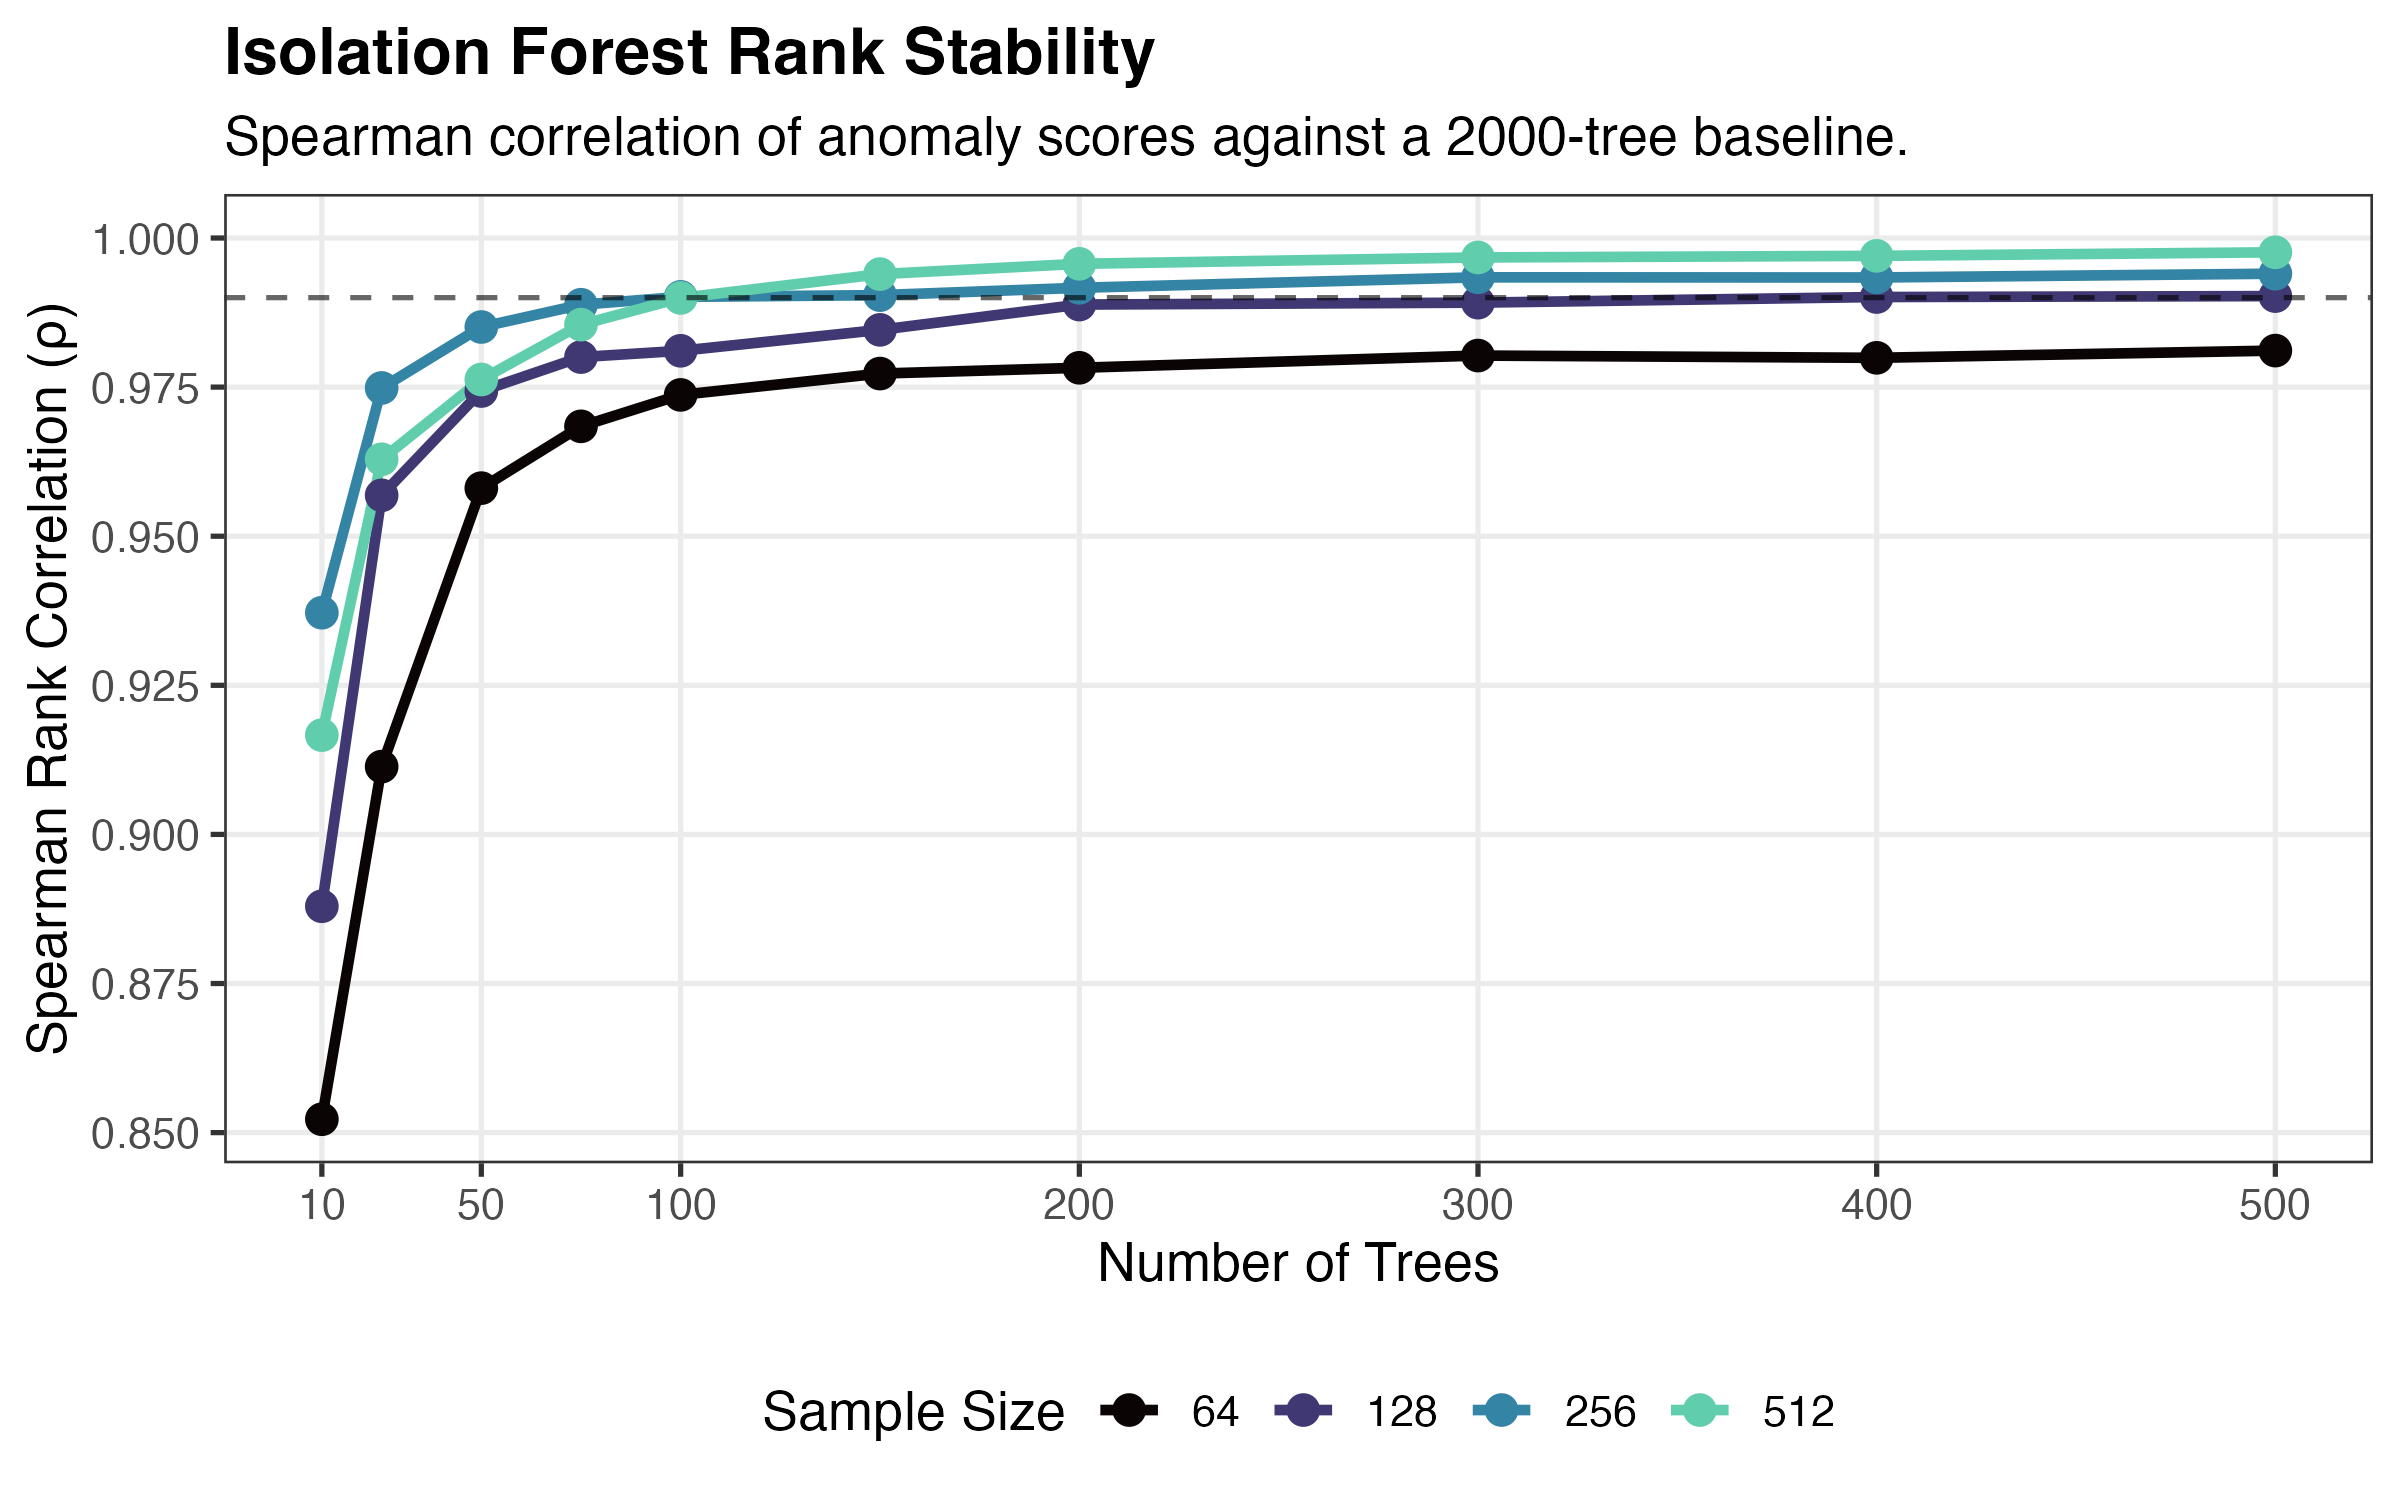 Isolation Forest Rank Stability
Spearman correlation of anomaly scores against a 2000-tree baseline.
Spearman Rank Correlation (ρ)
1.000
0.975
0.950
0.925
0.900
0.875
0.850
10 50 100 200 300 400 500
Number of Trees
Sample Size 64 128 256 512